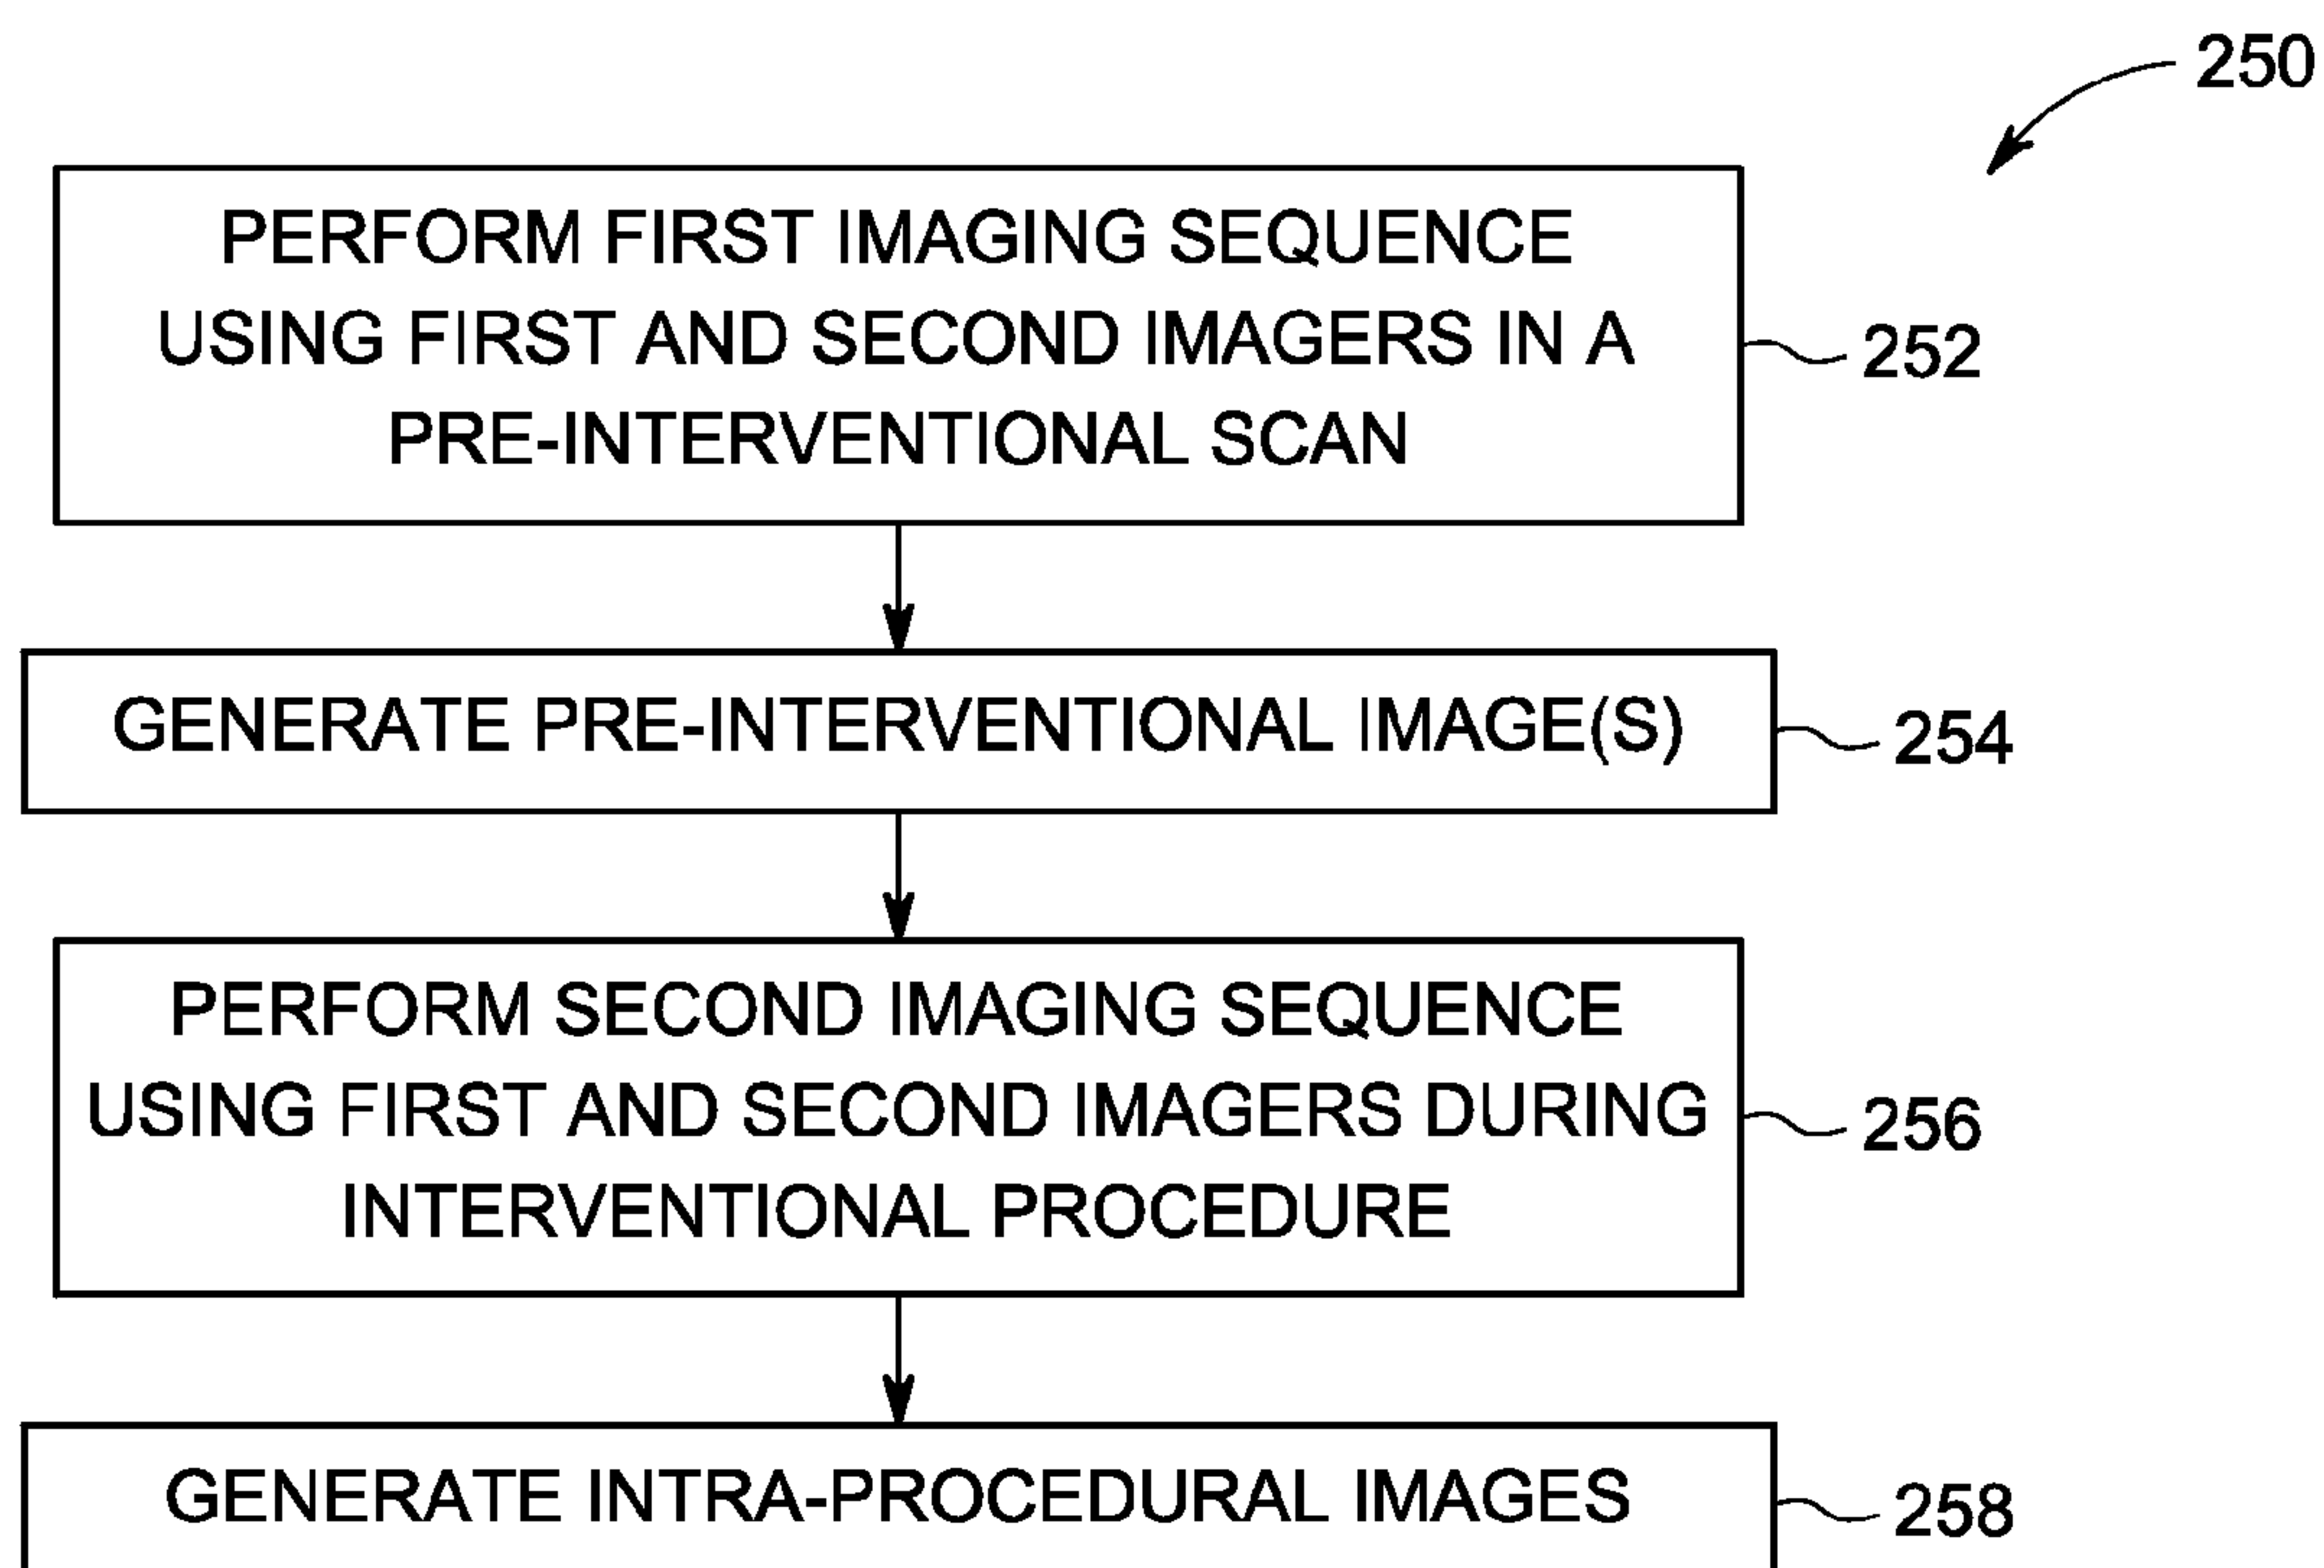 250
PERFORM FIRST IMAGING SEQUENCE
USING FIRST AND SECOND IMAGERS IN A
PRE-INTERVENTIONAL SCAN
252
GENERATE PRE-INTERVENTIONAL IMAGE(S)
254
PERFORM SECOND IMAGING SEQUENCE
USING FIRST AND SECOND IMAGERS DURING
INTERVENTIONAL PROCEDURE
256
GENERATE INTRA-PROCEDURAL IMAGES
258